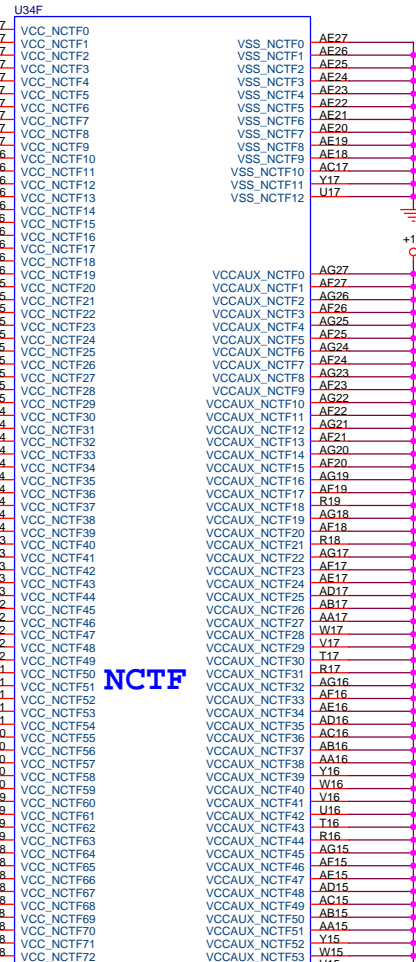 U34F
VCC_NCTF0
VCC_NCTF1
VCC_NCTF2
VCC_NCTF3
VCC_NCTF4
VCC_NCTF5
VCC_NCTF6
VCC_NCTF7
VCC_NCTF8
VCC_NCTF9
VCC_NCTF10
VCC_NCTF11
VCC_NCTF12
VCC_NCTF13
VCC_NCTF14
VCC_NCTF15
VCC_NCTF16
VCC_NCTF17
VCC_NCTF18
VCC_NCTF19
VCC_NCTF20
VCC_NCTF21
VCC_NCTF22
VCC_NCTF23
VCC_NCTF24
VCC_NCTF25
VCC_NCTF26
VCC_NCTF27
VCC_NCTF28
VCC_NCTF29
VCC_NCTF30
VCC_NCTF31
VCC_NCTF32
VCC_NCTF33
VCC_NCTF34
VCC_NCTF35
VCC_NCTF36
VCC_NCTF37
VCC_NCTF38
VCC_NCTF39
VCC_NCTF40
VCC_NCTF41
VCC_NCTF42
VCC_NCTF43
VCC_NCTF44
VCC_NCTF45
VCC_NCTF46
VCC_NCTF47
VCC_NCTF48
VCC_NCTF49
VCC_NCTF50
VCC_NCTF51
VCC_NCTF52
VCC_NCTF53
VCC_NCTF54
VCC_NCTF55
VCC_NCTF56
VCC_NCTF57
VCC_NCTF58
VCC_NCTF59
VCC_NCTF60
VCC_NCTF61
VCC_NCTF62
VCC_NCTF63
VCC_NCTF64
VCC_NCTF65
VCC_NCTF66
VCC_NCTF67
VCC_NCTF68
VCC_NCTF69
VCC_NCTF70
VCC_NCTF71
VCC_NCTF72
NCTF
VSS_NCTF0 AE27
VSS_NCTF1 AE26
VSS_NCTF2 AE25
VSS_NCTF3 AE24
VSS_NCTF4 AE23
VSS_NCTF5 AE22
VSS_NCTF6 AE21
VSS_NCTF7 AE20
VSS_NCTF8 AE19
VSS_NCTF9 AE18
VSS_NCTF10 AC17
VSS_NCTF11 Y17
VSS_NCTF12 U17
+1
VCCAUX_NCTF0 AG27
VCCAUX_NCTF1 AF27
VCCAUX_NCTF2 AG26
VCCAUX_NCTF3 AF26
VCCAUX_NCTF4 AG25
VCCAUX_NCTF5 AF25
VCCAUX_NCTF6 AG24
VCCAUX_NCTF7 AF24
VCCAUX_NCTF8 AG23
VCCAUX_NCTF9 AF23
VCCAUX_NCTF10 AG22
VCCAUX_NCTF11 AF22
VCCAUX_NCTF12 AG21
VCCAUX_NCTF13 AF21
VCCAUX_NCTF14 AG20
VCCAUX_NCTF15 AF20
VCCAUX_NCTF16 AG19
VCCAUX_NCTF17 AF19
VCCAUX_NCTF18 R19
VCCAUX_NCTF19 AG18
VCCAUX_NCTF20 AF18
VCCAUX_NCTF21 R18
VCCAUX_NCTF22 AG17
VCCAUX_NCTF23 AF17
VCCAUX_NCTF24 AE17
VCCAUX_NCTF25 AD17
VCCAUX_NCTF26 AB17
VCCAUX_NCTF27 AA17
VCCAUX_NCTF28 W17
VCCAUX_NCTF29 V17
VCCAUX_NCTF30 T17
VCCAUX_NCTF31 R17
VCCAUX_NCTF32 AG16
VCCAUX_NCTF33 AF16
VCCAUX_NCTF34 AE16
VCCAUX_NCTF35 AD16
VCCAUX_NCTF36 AC16
VCCAUX_NCTF37 AB16
VCCAUX_NCTF38 AA16
VCCAUX_NCTF39 Y16
VCCAUX_NCTF40 W16
VCCAUX_NCTF41 V16
VCCAUX_NCTF42 U16
VCCAUX_NCTF43 T16
VCCAUX_NCTF44 R16
VCCAUX_NCTF45 AG15
VCCAUX_NCTF46 AF15
VCCAUX_NCTF47 AE15
VCCAUX_NCTF48 AD15
VCCAUX_NCTF49 AC15
VCCAUX_NCTF50 AB15
VCCAUX_NCTF51 AA15
VCCAUX_NCTF52 Y15
VCCAUX_NCTF53 W15